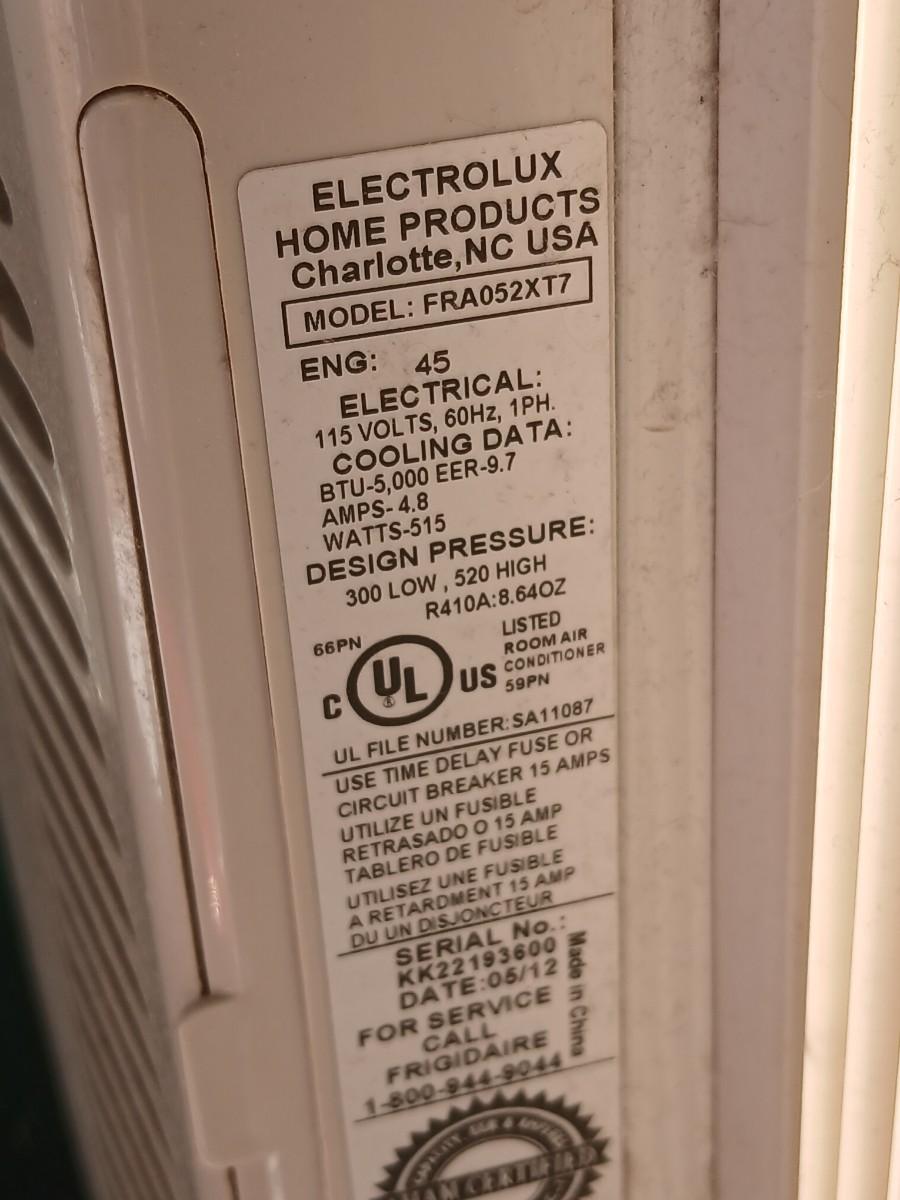 ELECTROLUX
HOME PRODUCTS
Charlotte,NC USA
MODEL: FRA052XT7
ENG: 45
ELECTRICAL:
115 VOLTS, 60Hz, 1PH.
COOLING DATA:
BTU-5,000 EER-9.7
AMPS- 4.8
WATTS-515
DESIGN PRESSURE:
300 LOW , 520 HIGH
R410A:8.64OZ
66PN
C UL ® US
LISTED
ROOM AIR
CONDITIONER
59PN
UL FILE NUMBER:SA11087
USE TIME DELAY FUSE OR
CIRCUIT BREAKER 15 AMPS
UTILIZE UN FUSIBLE
RETRASADO O 15 AMP
TABLERO DE FUSIBLE
UTILISEZ UNE FUSIBLE
A RETARDMENT 15 AMP
DU UN DISJONCTEUR
SERIAL No.:
KK22193600
DATE:05/12
Made in China
FOR SERVICE
CALL
FRIGIDAIRE
1-800-944-9044